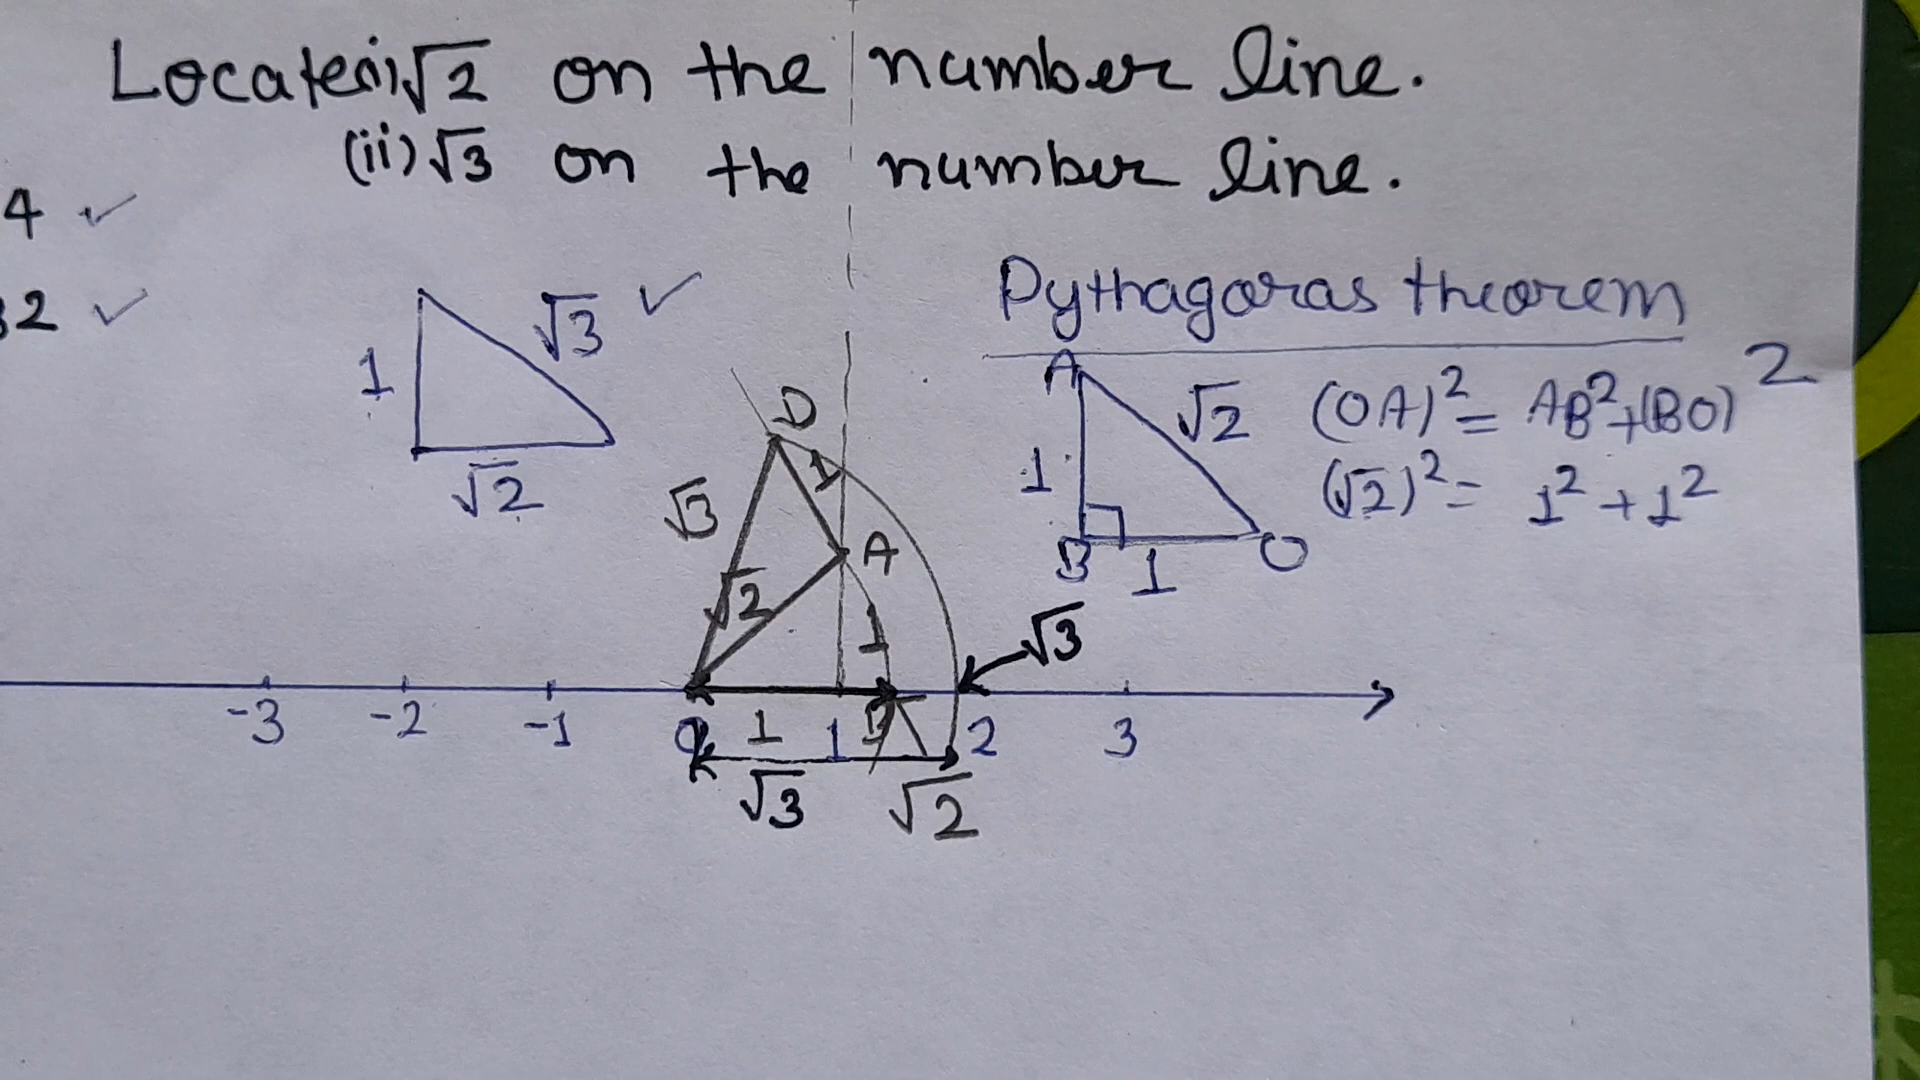 Locate(i)√2 on the number line.
(ii)√3 on the number line.
4 ✓
32 ✓
Pythagoras theorem
1 √3 ✓
√2
A
√2 (OA)² = AB²+(BO)²
1 (√2)² = 1² + 1²
B 1 O
D
1
√3
A
√2
1
√3
-3 -2 -1 1 1 2 3
√3 √2